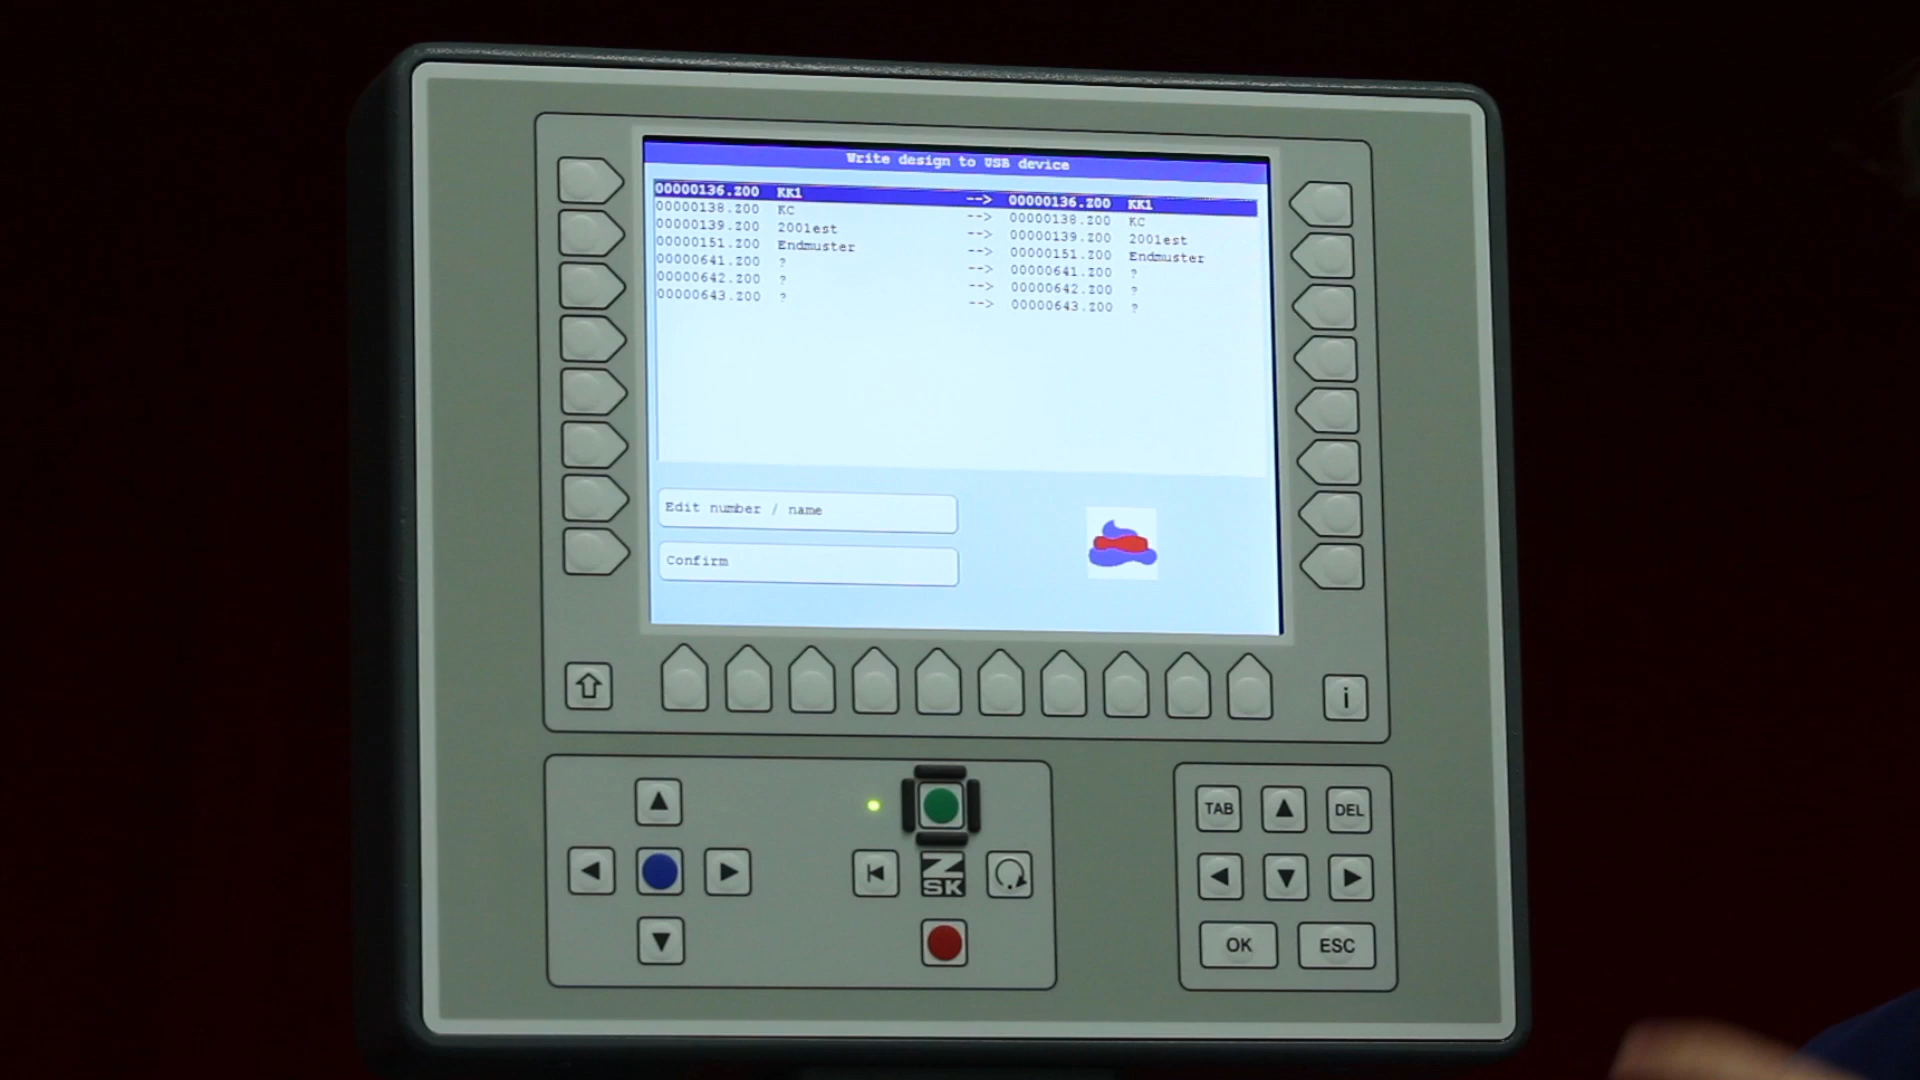 Write design to USB device
00000136.Z00 KK1 --> 00000136.Z00 KK1
00000138.Z00 KC --> 00000138.Z00 KC
00000139.Z00 2001est --> 00000139.Z00 2001est
00000151.Z00 Endmuster --> 00000151.Z00 Endmuster
00000641.Z00 ? --> 00000641.Z00 ?
00000642.Z00 ? --> 00000642.Z00 ?
00000643.Z00 ? --> 00000643.Z00 ?
Edit number / name
Confirm
i
TAB
DEL
ZSK
OK
ESC